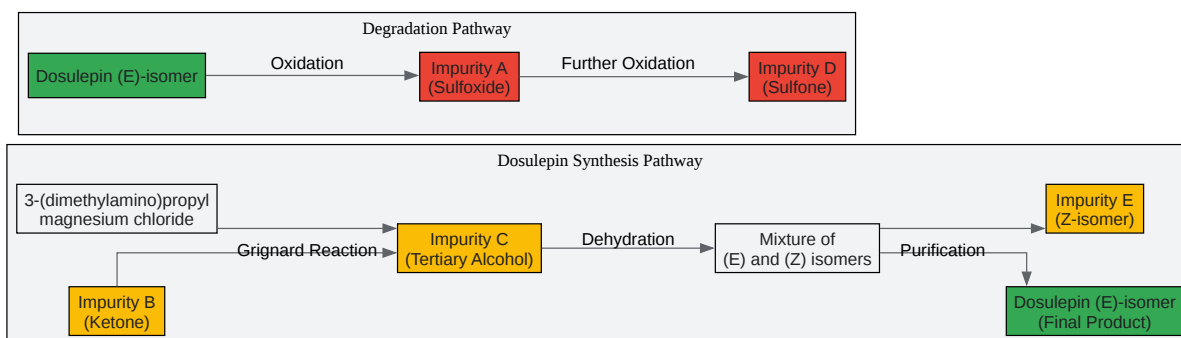 Degradation Pathway
Dosulepin (E)-isomer
Oxidation
Impurity A
(Sulfoxide)
Further Oxidation
Impurity D
(Sulfone)
Dosulepin Synthesis Pathway
3-(dimethylamino)propyl
magnesium chloride
Grignard Reaction
Impurity B
(Ketone)
Impurity C
(Tertiary Alcohol)
Dehydration
Mixture of
(E) and (Z) isomers
Purification
Impurity E
(Z-isomer)
Dosulepin (E)-isomer
(Final Product)